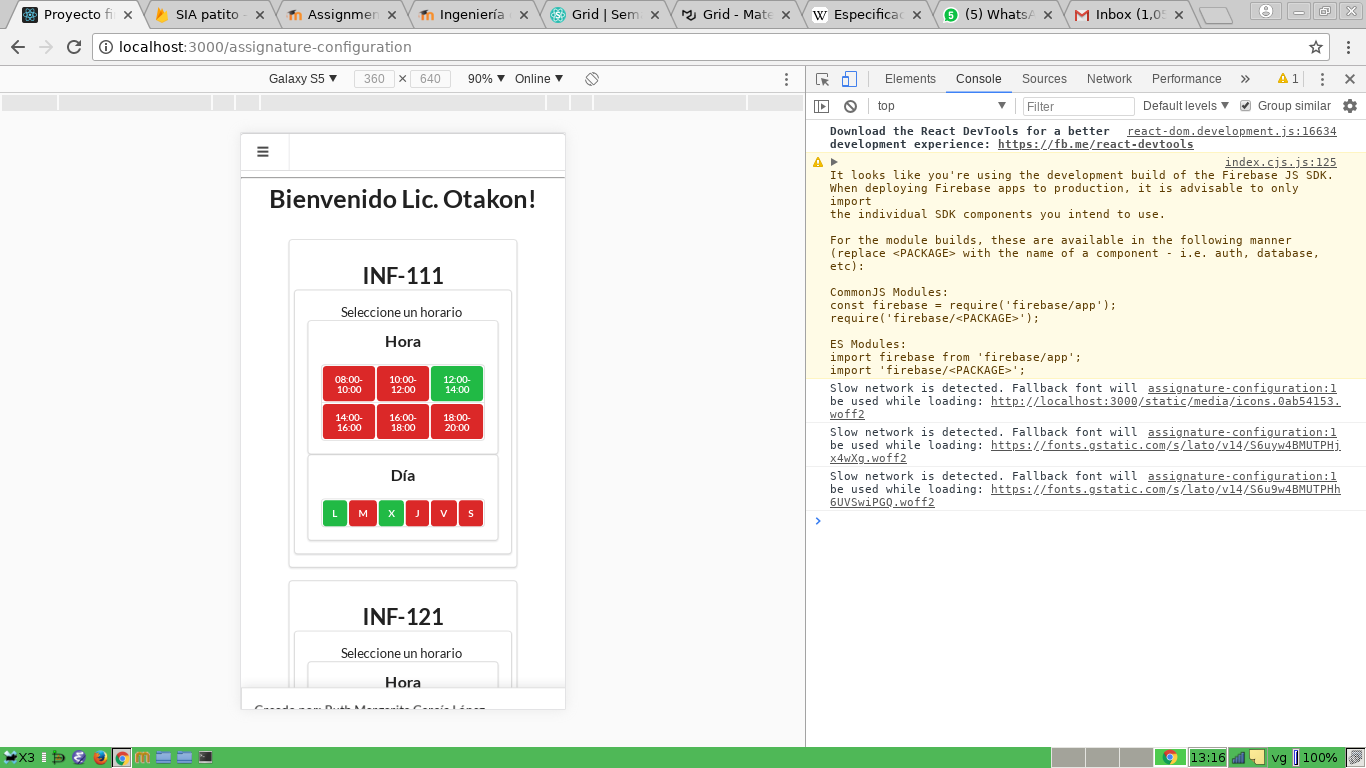 Proyecto fi
SIA patito -
Assignmen
Ingeniería
Grid | Sem
Grid - Mate
Especifica
(5) Whats
Inbox (1,0
localhost:3000/assignature-configuration
Galaxy S5 ▼ 360 × 640 90% ▼ Online ▼
Elements Console Sources Network Performance » 1
top Filter Default levels ▼ Group similar
Bienvenido Lic. Otakon!
INF-111
Seleccione un horario
Hora
08:00-
10:00
10:00-
12:00
12:00-
14:00
14:00-
16:00
16:00-
18:00
18:00-
20:00
Día
L M X J V S
INF-121
Seleccione un horario
Hora
Creado por: Ruth Margarita García López
Download the React DevTools for a better react-dom.development.js:16634
development experience: https://fb.me/react-devtools
index.cjs.js:125
It looks like you're using the development build of the Firebase JS SDK.
When deploying Firebase apps to production, it is advisable to only
import
the individual SDK components you intend to use.
For the module builds, these are available in the following manner
(replace <PACKAGE> with the name of a component - i.e. auth, database,
etc):
CommonJS Modules:
const firebase = require('firebase/app');
require('firebase/<PACKAGE>');
ES Modules:
import firebase from 'firebase/app';
import 'firebase/<PACKAGE>';
Slow network is detected. Fallback font will assignature-configuration:1
be used while loading: http://localhost:3000/static/media/icons.0ab54153.
woff2
Slow network is detected. Fallback font will assignature-configuration:1
be used while loading: https://fonts.gstatic.com/s/lato/v14/S6uyw4BMUTPHj
x4wXg.woff2
Slow network is detected. Fallback font will assignature-configuration:1
be used while loading: https://fonts.gstatic.com/s/lato/v14/S6u9w4BMUTPHh
6UVSwiPGQ.woff2
X3
13:16
vg
100%